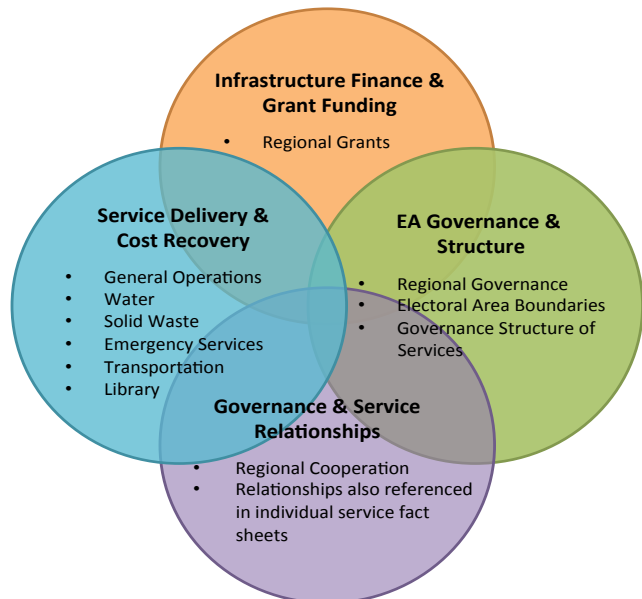 Infrastructure Finance &
Grant Funding
• Regional Grants
Service Delivery &
Cost Recovery
• General Operations
• Water
• Solid Waste
• Emergency Services
• Transportation
• Library
EA Governance &
Structure
• Regional Governance
• Electoral Area Boundaries
• Governance Structure of
Services
Governance & Service
Relationships
• Regional Cooperation
• Relationships also referenced
in individual service fact
sheets